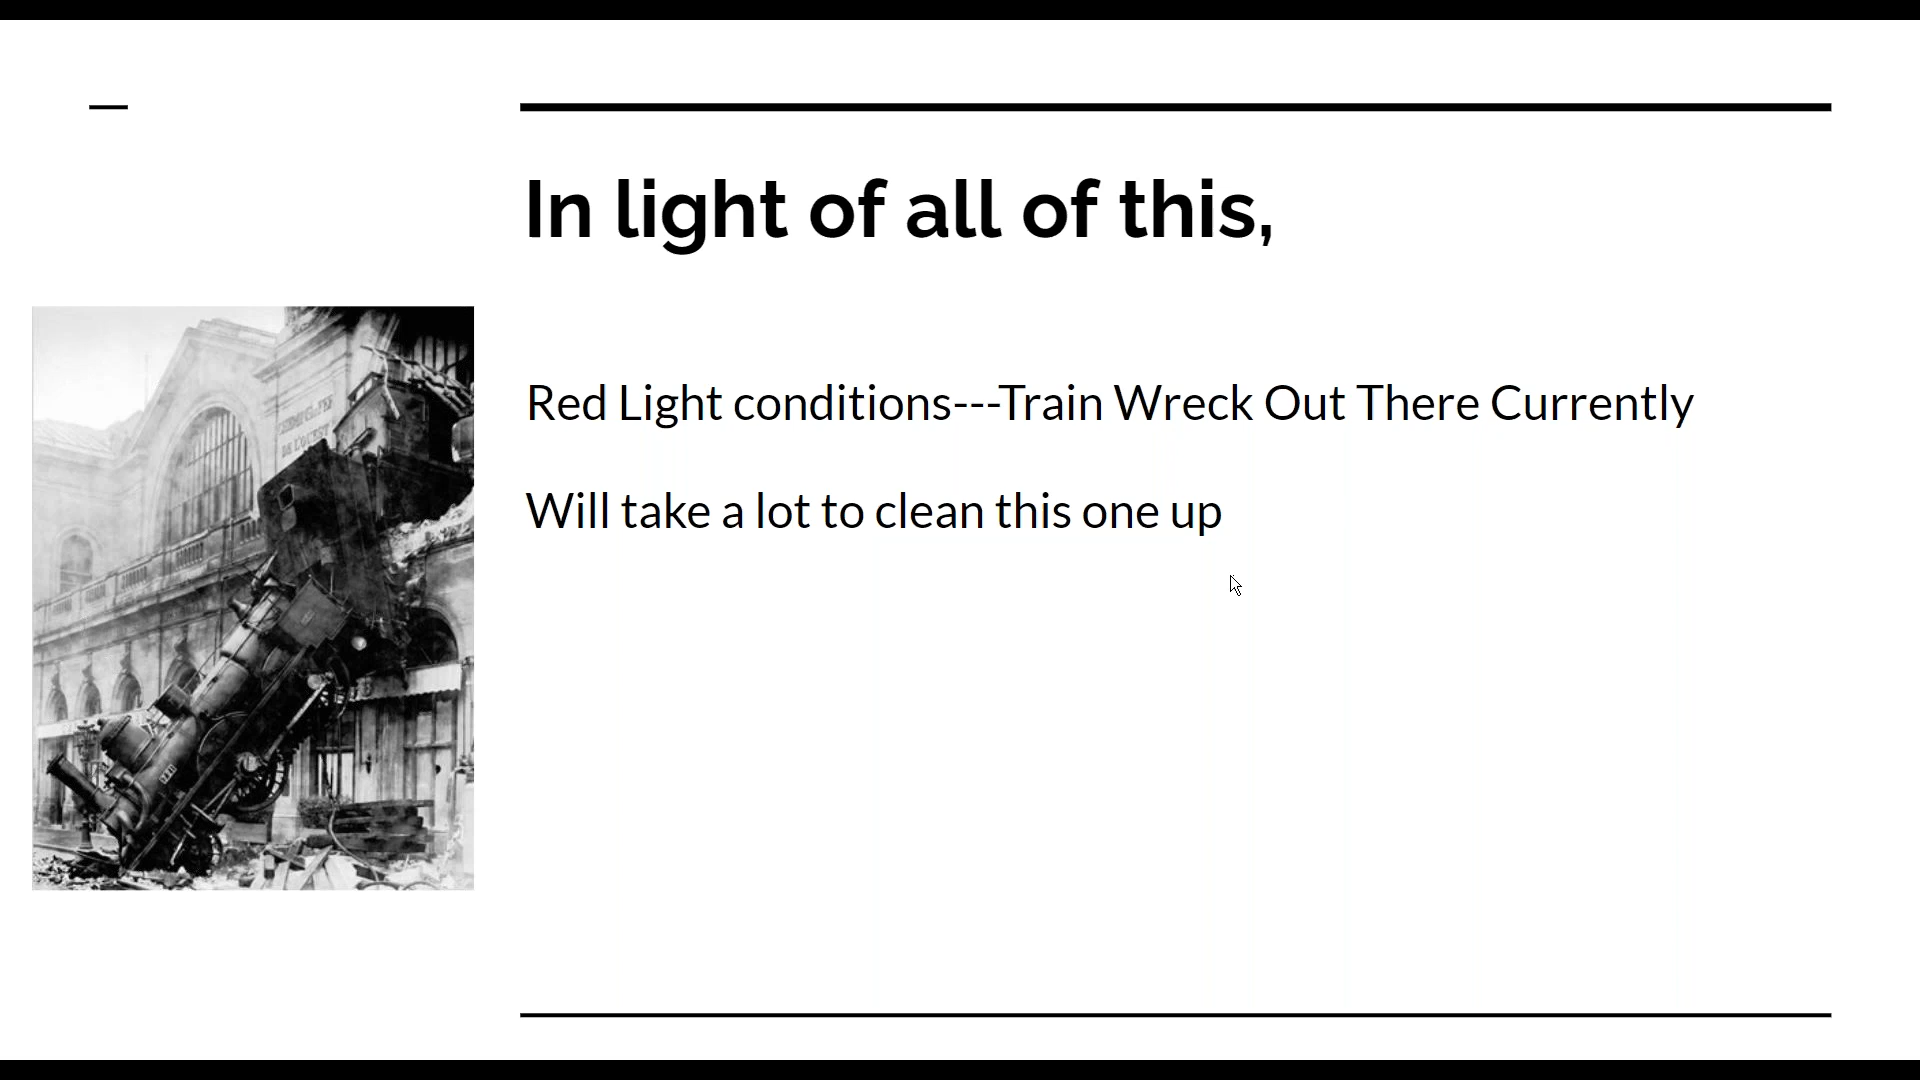 In light of all of this,
Red Light conditions---Train Wreck Out There Currently
Will take a lot to clean this one up